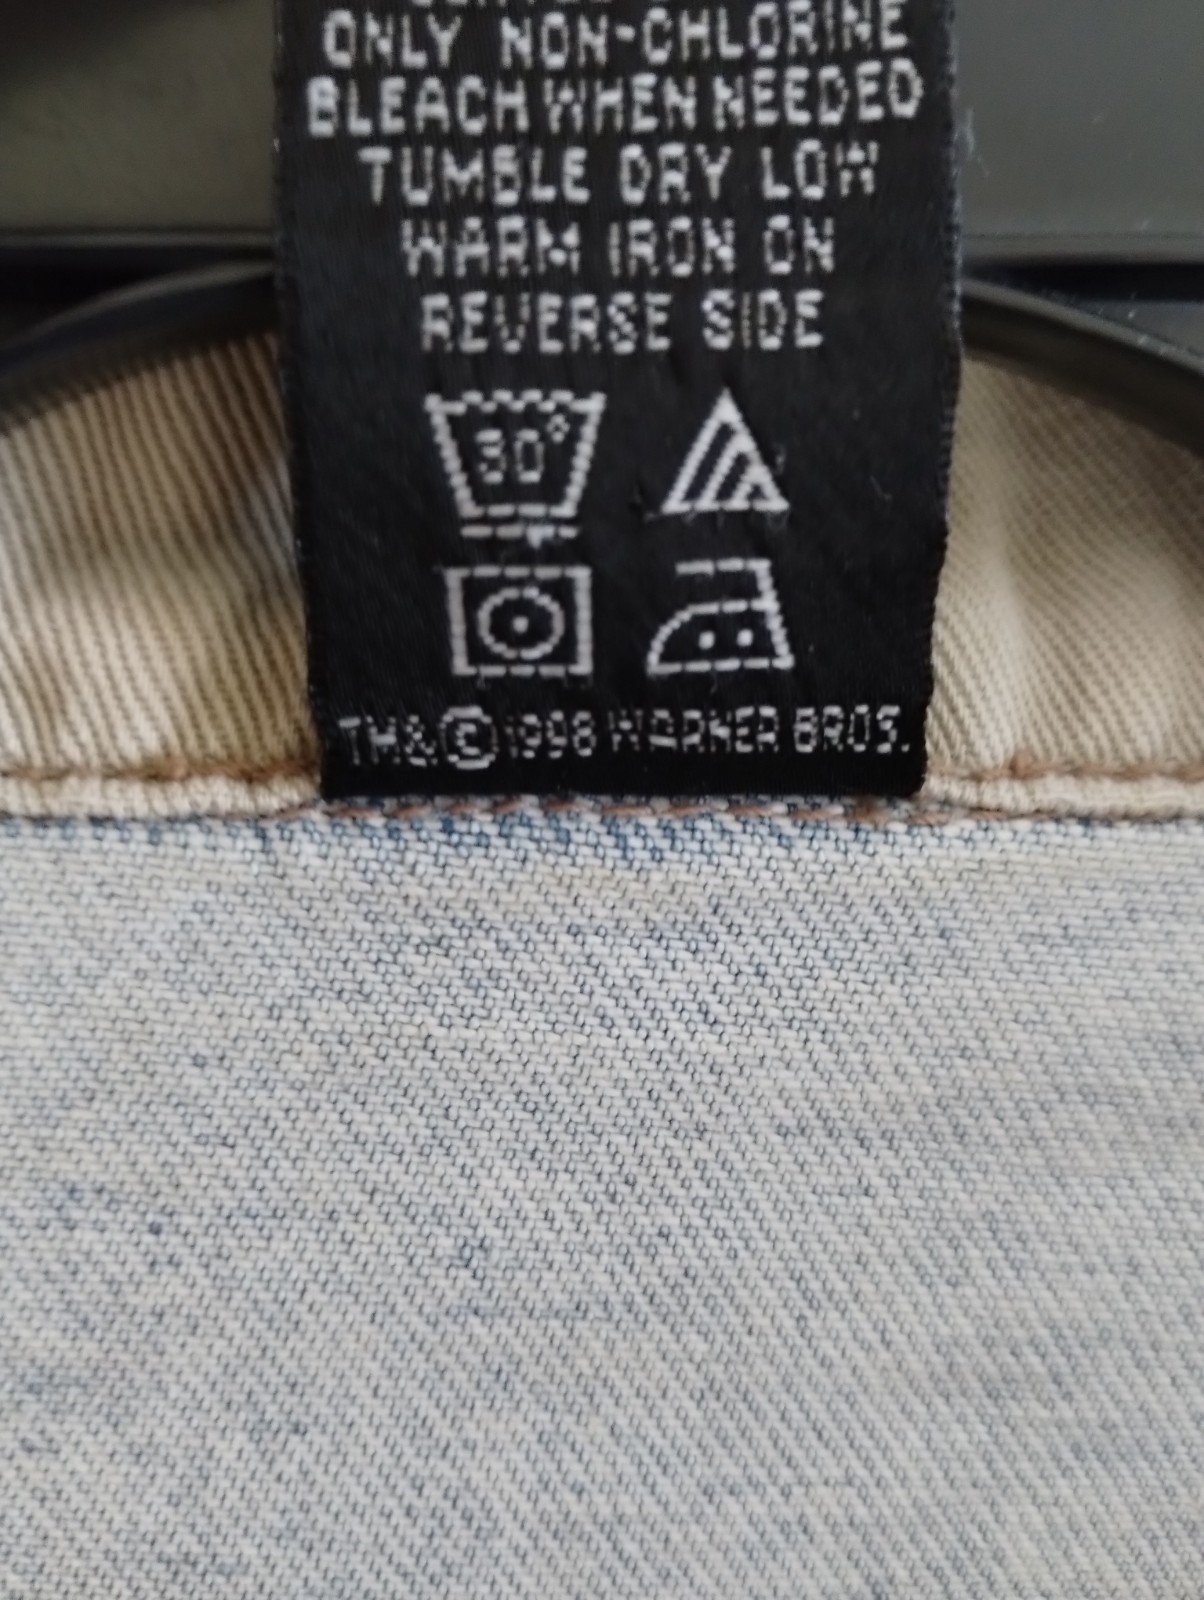 ONLY NON-CHLORINE
BLEACH WHEN NEEDED
TUMBLE DRY LOW
WARM IRON ON
REVERSE SIDE
30°
TM&©1998 WARNER BROS.